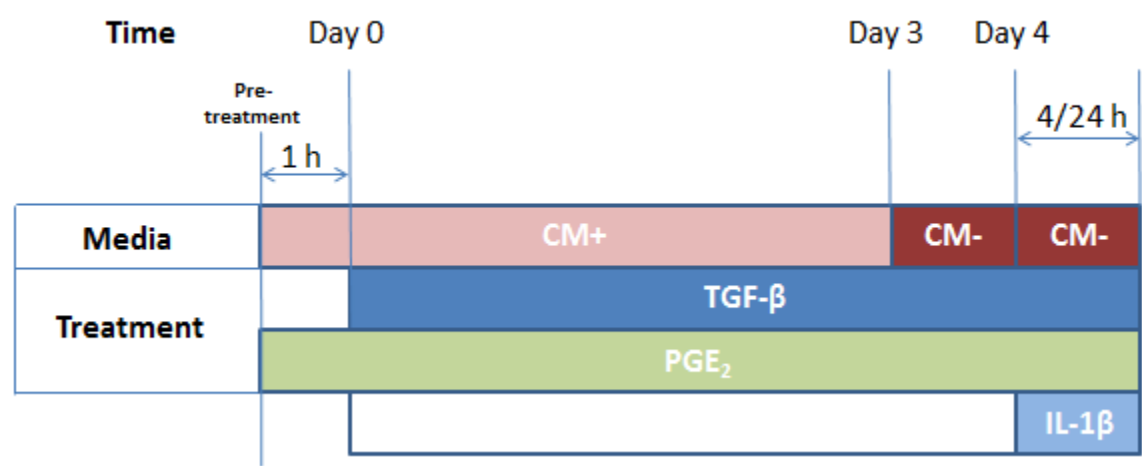 Time Day 0 Day 3 Day 4
Pre-
treatment
1 h
4/24 h
Media CM+ CM- CM-
Treatment
TGF-β
PGE₂
IL-1β